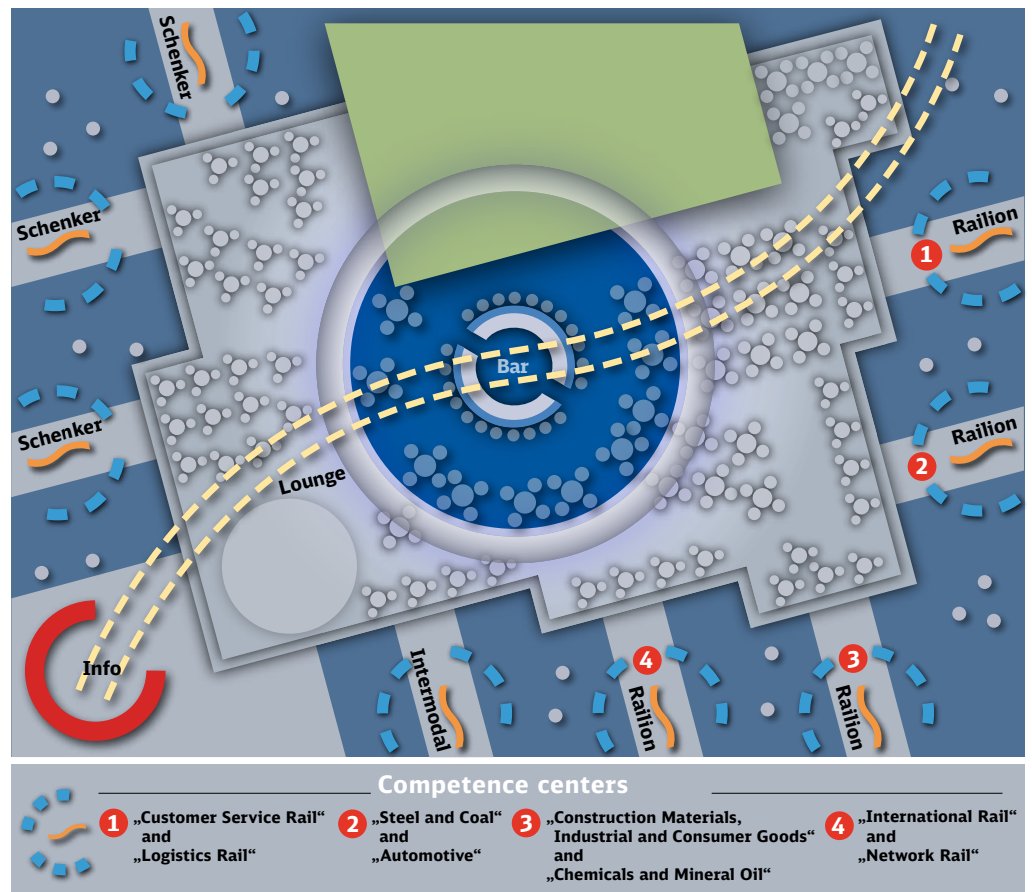 Schenker
Schenker
Railion
1
Bar
Schenker
Railion
2
Lounge
Info
Intermodal
4
Railion
3
Railion
Competence centers
1 „Customer Service Rail“
and
„Logistics Rail“
2 „Steel and Coal“
and
„Automotive“
3 „Construction Materials,
Industrial and Consumer Goods“
and
„Chemicals and Mineral Oil“
4 „International Rail“
and
„Network Rail“